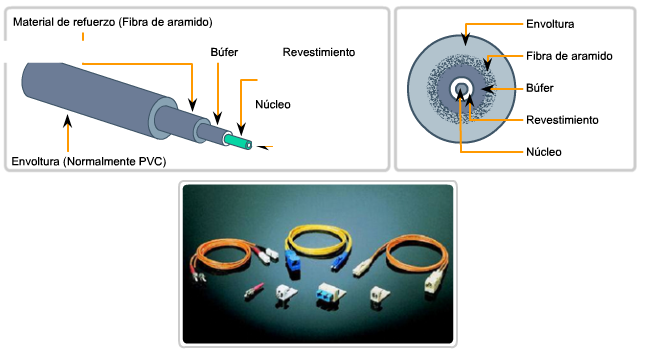 Material de refuerzo (Fibra de aramido)
Búfer
Revestimiento
Núcleo
Envoltura (Normalmente PVC)
Envoltura
Fibra de aramido
Búfer
Revestimiento
Núcleo